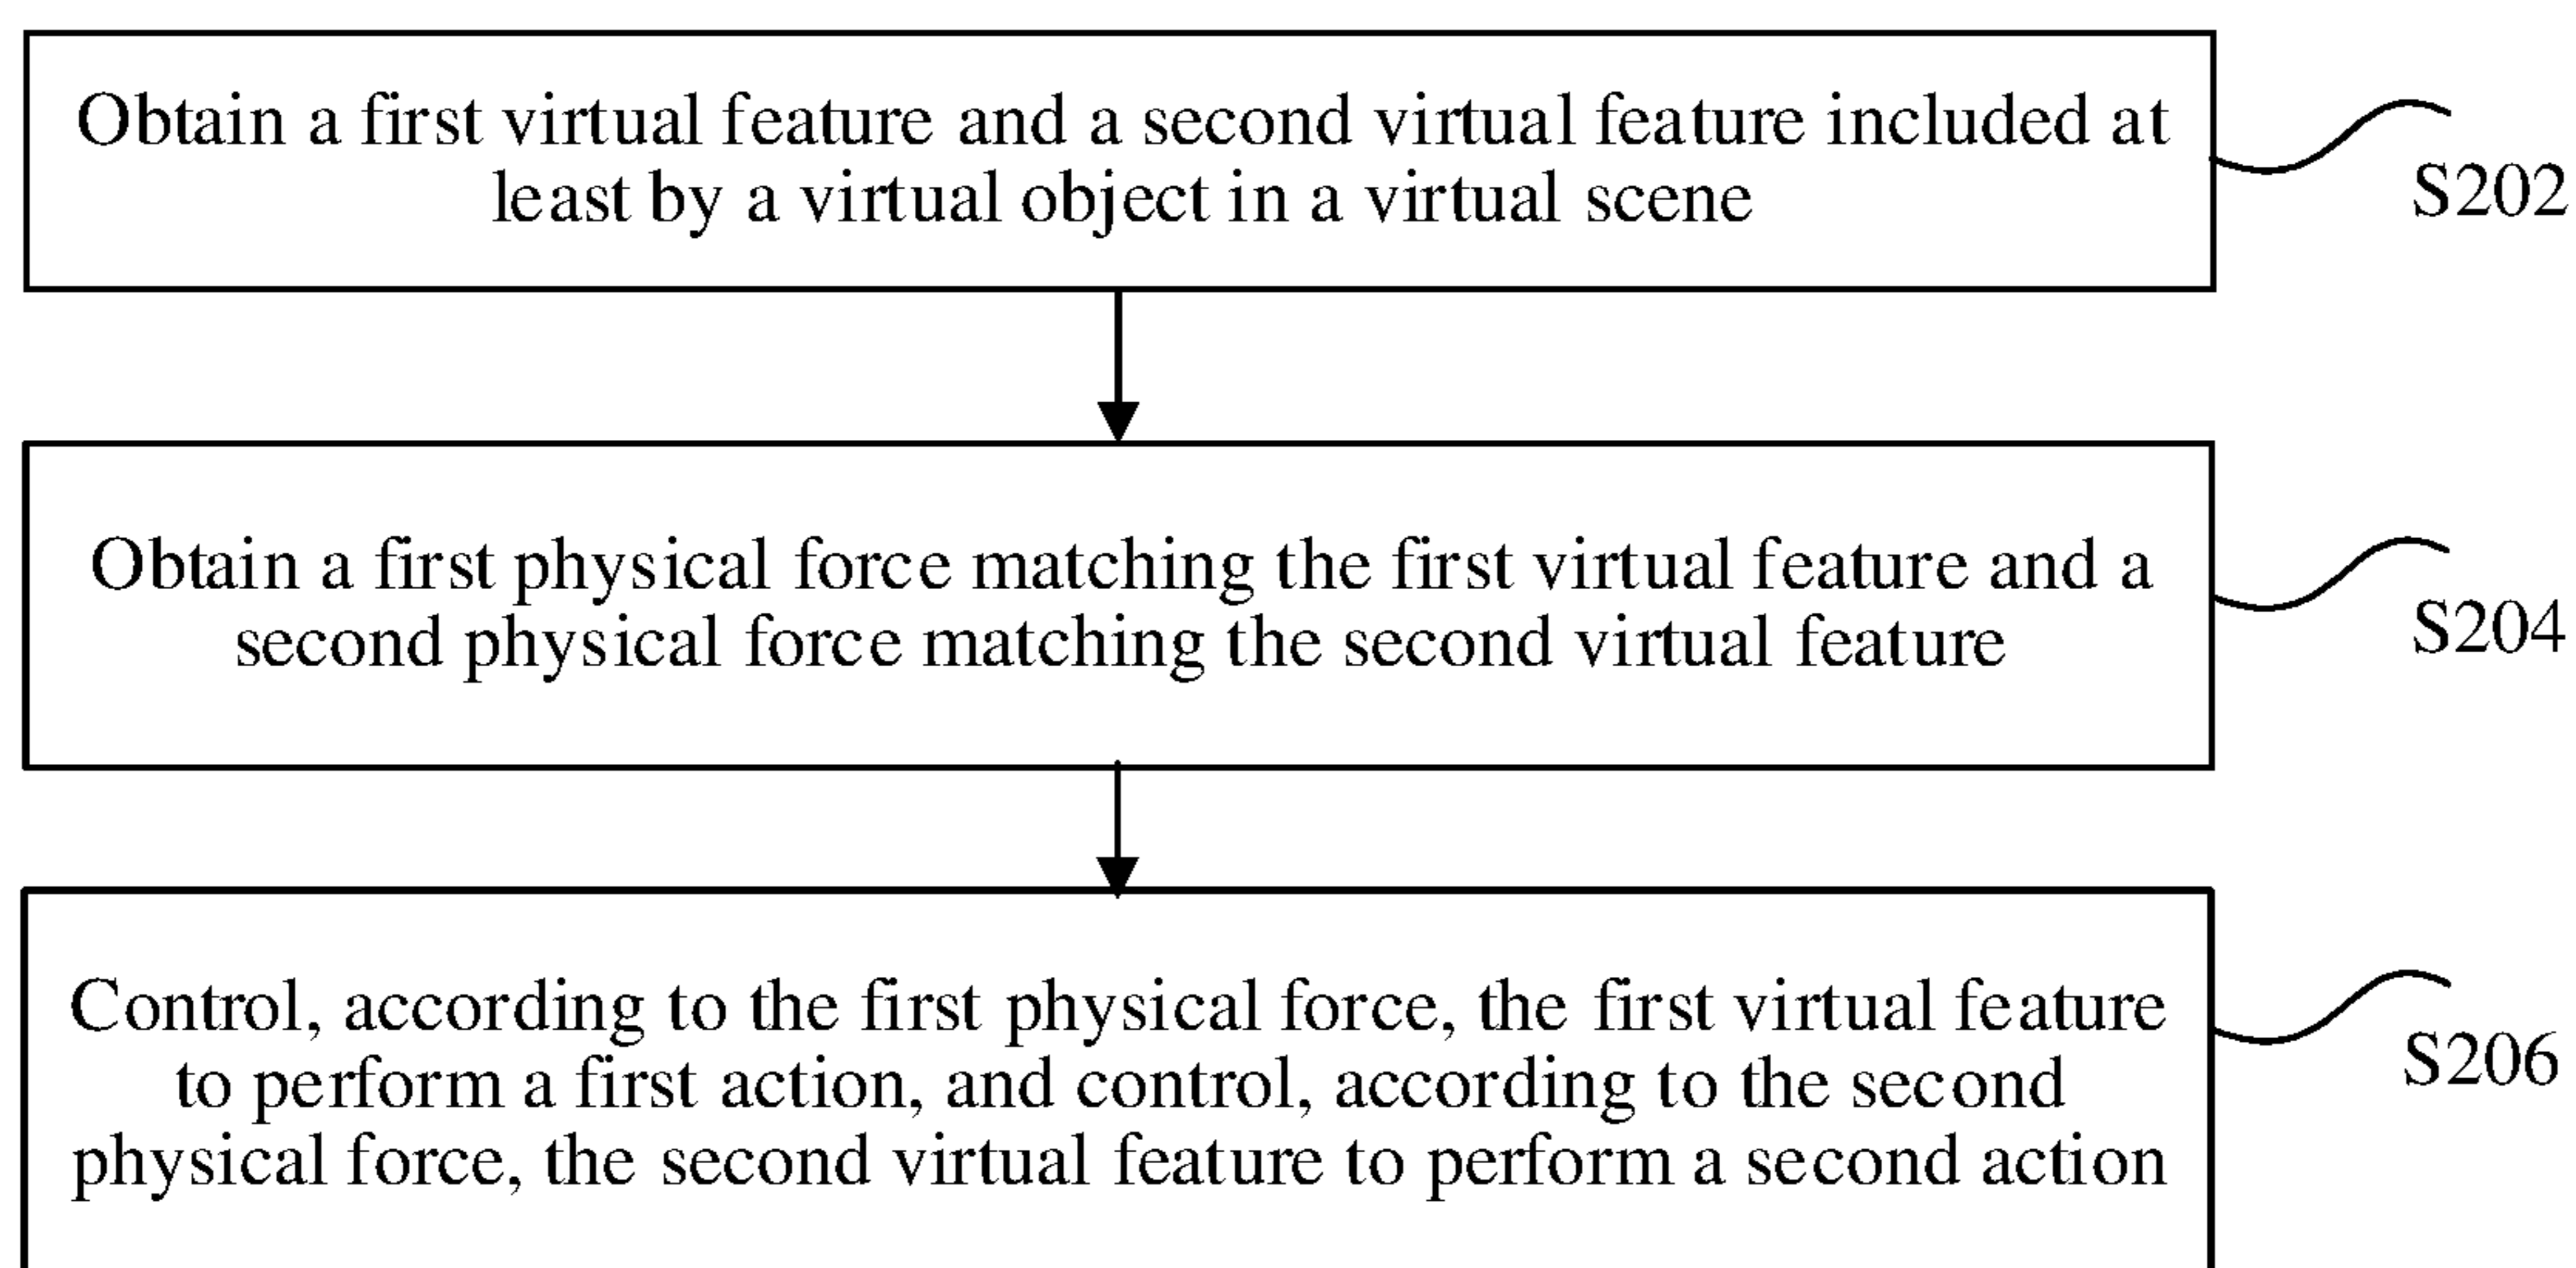 Obtain a first virtual feature and a second virtual feature included at
least by a virtual object in a virtual scene
S202
Obtain a first physical force matching the first virtual feature and a
second physical force matching the second virtual feature
S204
Control, according to the first physical force, the first virtual feature
to perform a first action, and control, according to the second
physical force, the second virtual feature to perform a second action
S206